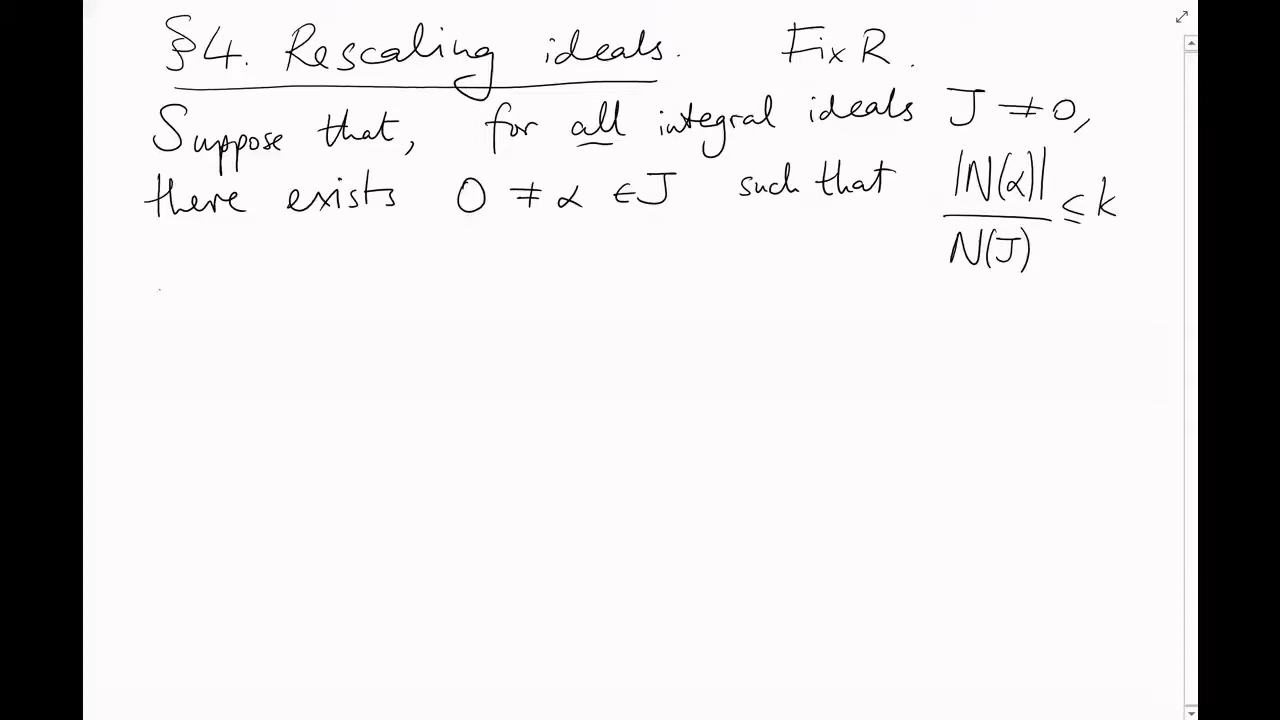 §4. Rescaling ideals. Fix R.
Suppose that, for all integral ideals J ≠ 0,
there exists 0 ≠ α ∈ J such that |N(α)| / N(J) ≤ k